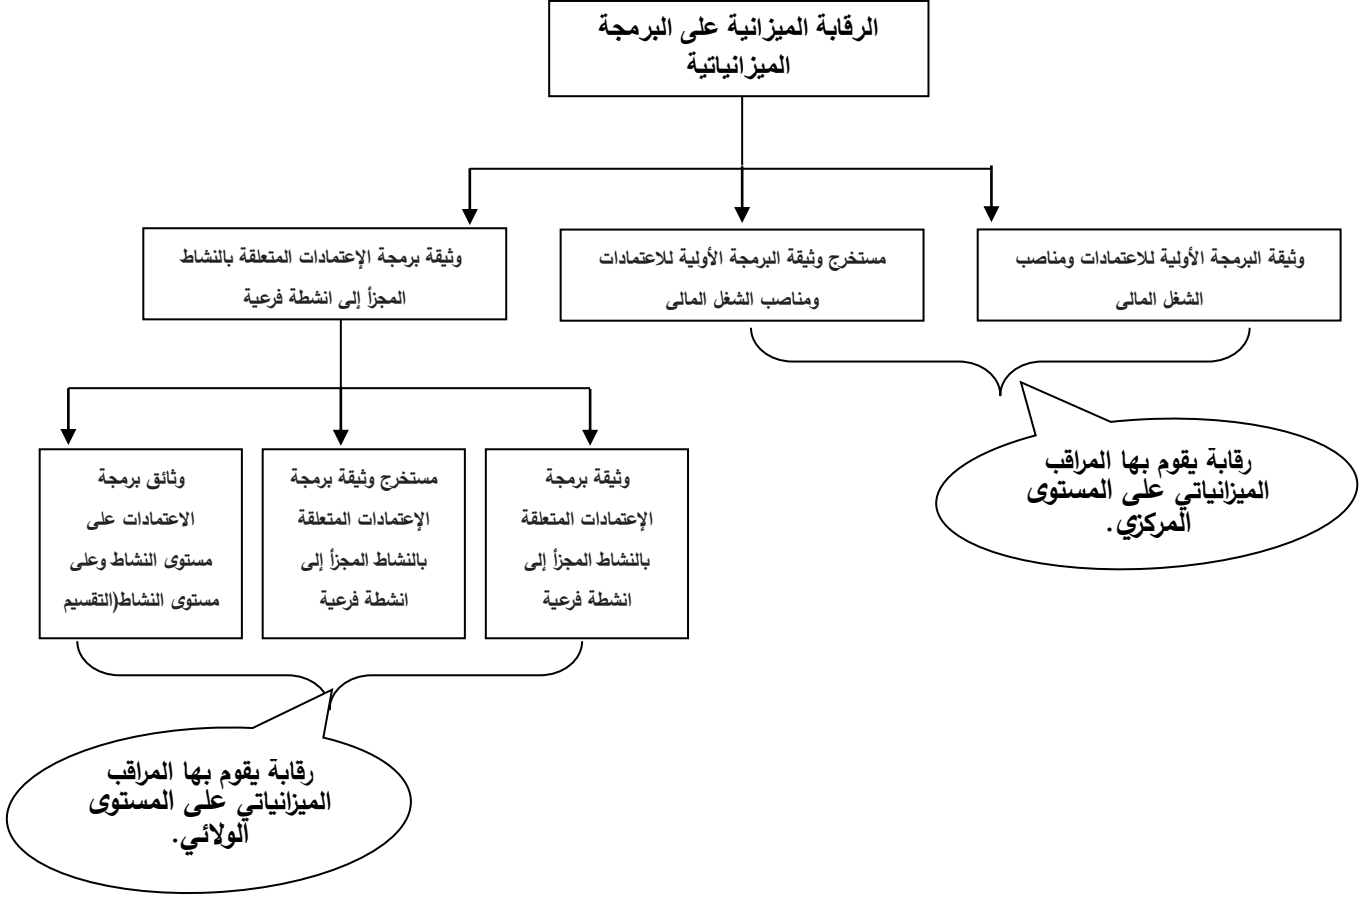 الرقابة الميزانية على البرمجة
الميزانياتية
وثيقة البرمجة الأولية للاعتمادات ومناصب
الشغل المالى
مستخرج وثيقة البرمجة الأولية للاعتمادات
ومناصب الشغل المالى
وثيقة برمجة الإعتمادات المتعلقة بالنشاط
المجزأ إلى انشطة فرعية
رقابة يقوم بها المراقب
الميزانياتي على المستوى
المركزي.
وثيقة برمجة
الإعتمادات المتعلقة
بالنشاط المجزأ إلى
انشطة فرعية
مستخرج وثيقة برمجة
الإعتمادات المتعلقة
بالنشاط المجزأ إلى
انشطة فرعية
وثائق برمجة
الاعتمادات على
مستوى النشاط وعلى
مستوى النشاط(التقسيم
رقابة يقوم بها المراقب
الميزانياتي على المستوى
الولائي.